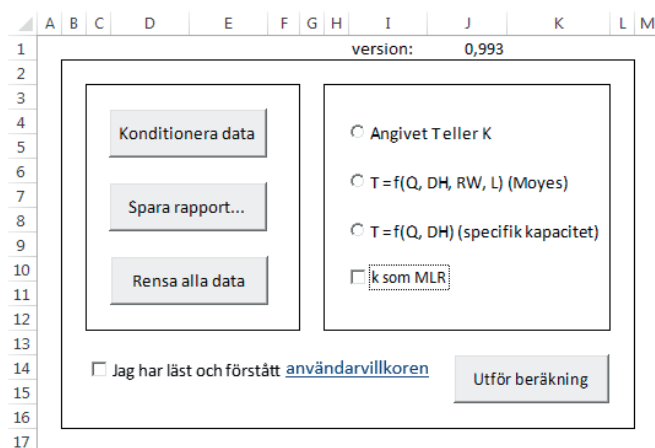 A B C D E F G H I J K L M
1 version: 0,993
2
3
4 Konditionera data Angivet T eller K
5
6 T = f(Q, DH, RW, L) (Moyes)
7 Spara rapport...
8 T = f(Q, DH) (specifik kapacitet)
9
10 Rensa alla data k som MLR
11
12
13
14 Jag har läst och förstått användarvillkoren Utför beräkning
15
16
17